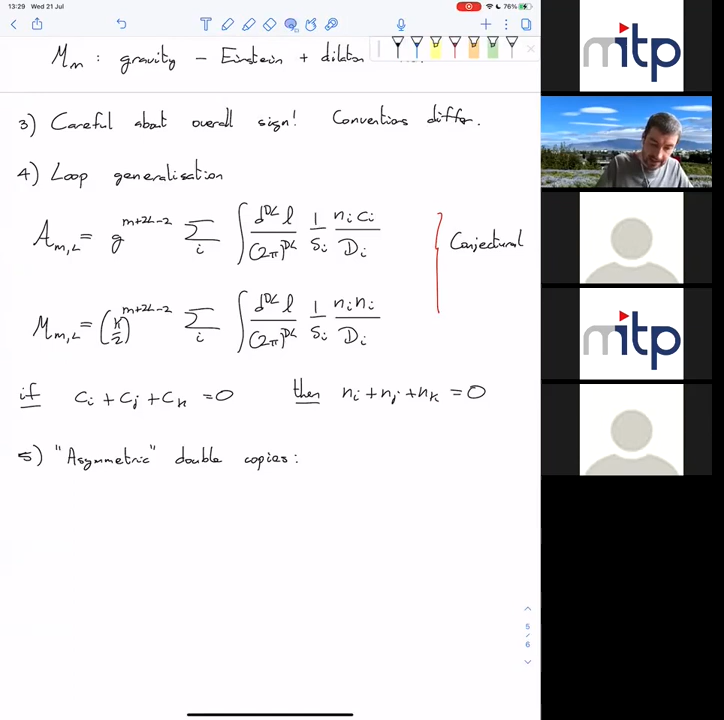 13:29 Wed 21 Jul
76%
M_m : gravity – Einstein + dilaton
3) Careful about overall sign! Conventions differ.
4) Loop generalisation
A_{m,L} = g^{m+2L-2} Σ_i ∫ d^{DL} l / (2π)^{DL} 1/S_i n_i c_i / D_i
Conjectural
M_{m,L} = (κ/2)^{m+2L-2} Σ_i ∫ d^{DL} l / (2π)^{DL} 1/S_i n_i n_i / D_i
if c_i + c_j + c_k = 0 then n_i + n_j + n_k = 0
5) "Asymmetric" double copies:
5
/
6
mitp
mitp